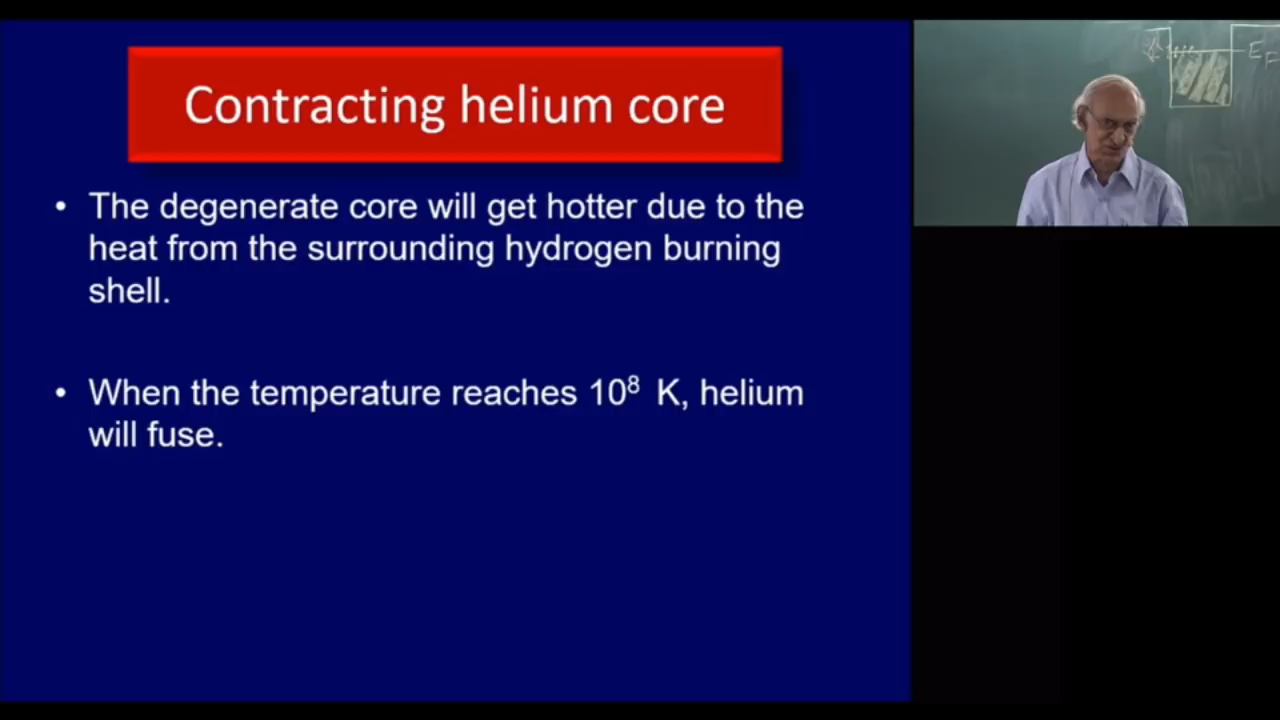 Contracting helium core
• The degenerate core will get hotter due to the
heat from the surrounding hydrogen burning
shell.
• When the temperature reaches 10⁸ K, helium
will fuse.
E_F